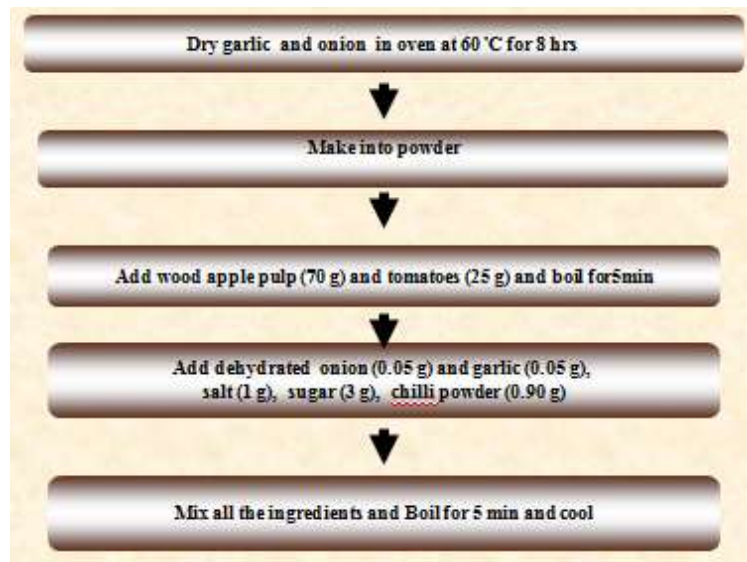 Dry garlic and onion in oven at 60 °C for 8 hrs
Make into powder
Add wood apple pulp (70 g) and tomatoes (25 g) and boil for5min
Add dehydrated onion (0.05 g) and garlic (0.05 g),
salt (1 g), sugar (3 g), chilli powder (0.90 g)
Mix all the ingredients and Boil for 5 min and cool